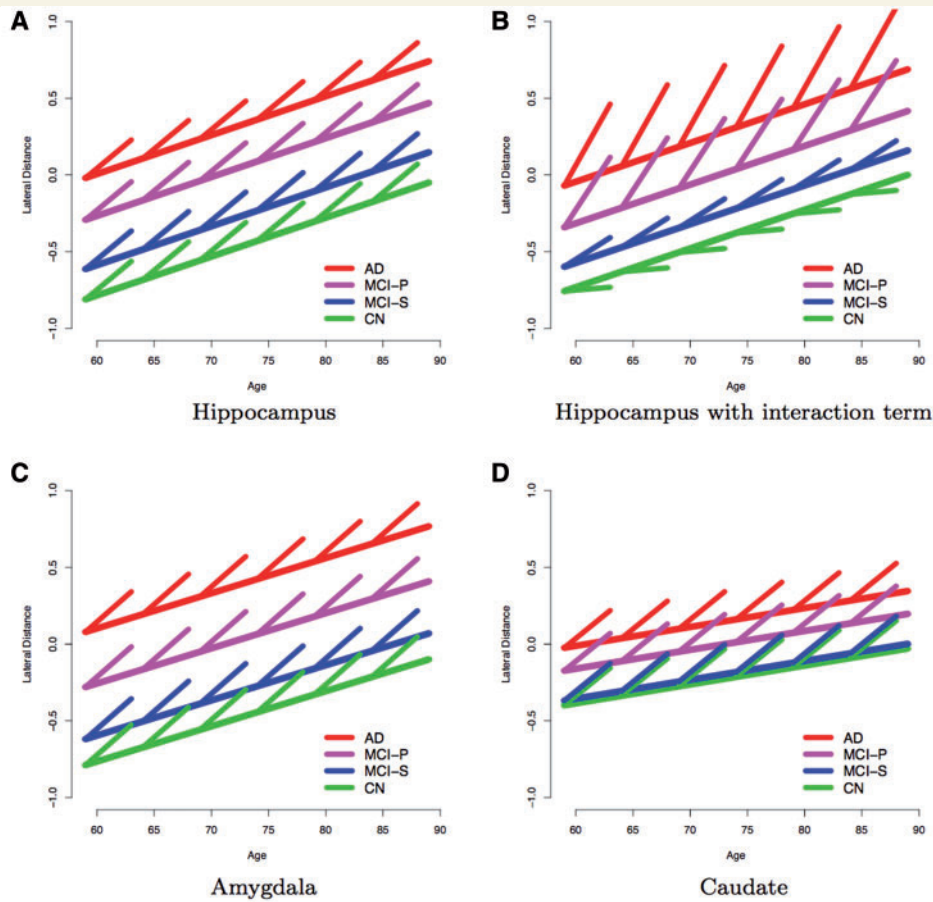 A
B
1.0
0.5
0.0
−0.5
−1.0
Lateral Distance
AD
MCI−P
MCI−S
CN
60 65 70 75 80 85 90
Age
Hippocampus
1.0
0.5
0.0
−0.5
−1.0
Lateral Distance
AD
MCI−P
MCI−S
CN
60 65 70 75 80 85 90
Age
Hippocampus with interaction term
C
D
1.0
0.5
0.0
−0.5
−1.0
Lateral Distance
AD
MCI−P
MCI−S
CN
60 65 70 75 80 85 90
Age
Amygdala
1.0
0.5
0.0
−0.5
−1.0
Lateral Distance
AD
MCI−P
MCI−S
CN
60 65 70 75 80 85 90
Age
Caudate